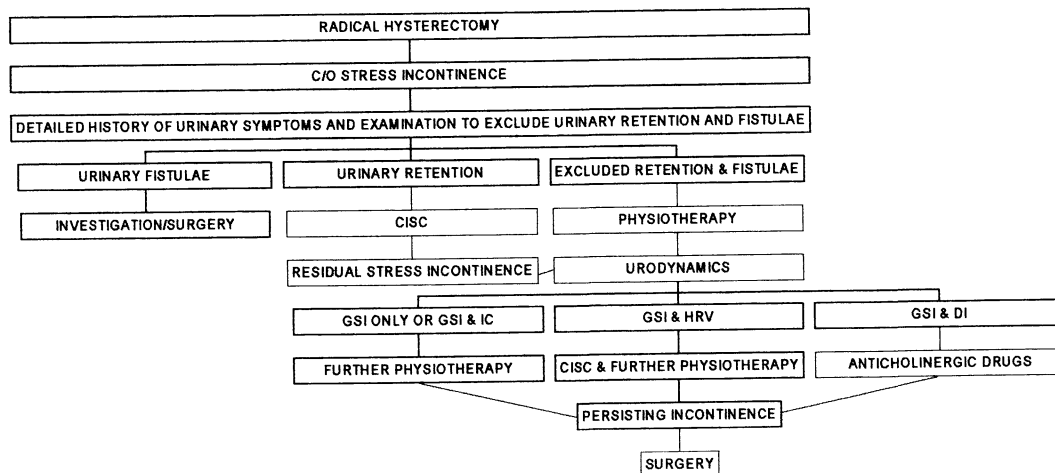 RADICAL HYSTERECTOMY
C/O STRESS INCONTINENCE
DETAILED HISTORY OF URINARY SYMPTOMS AND EXAMINATION TO EXCLUDE URINARY RETENTION AND FISTULAE
URINARY FISTULAE
URINARY RETENTION
EXCLUDED RETENTION & FISTULAE
INVESTIGATION/SURGERY
CISC
PHYSIOTHERAPY
RESIDUAL STRESS INCONTINENCE
URODYNAMICS
GSI ONLY OR GSI & IC
GSI & HRV
GSI & DI
FURTHER PHYSIOTHERAPY
CISC & FURTHER PHYSIOTHERAPY
ANTICHOLINERGIC DRUGS
PERSISTING INCONTINENCE
SURGERY